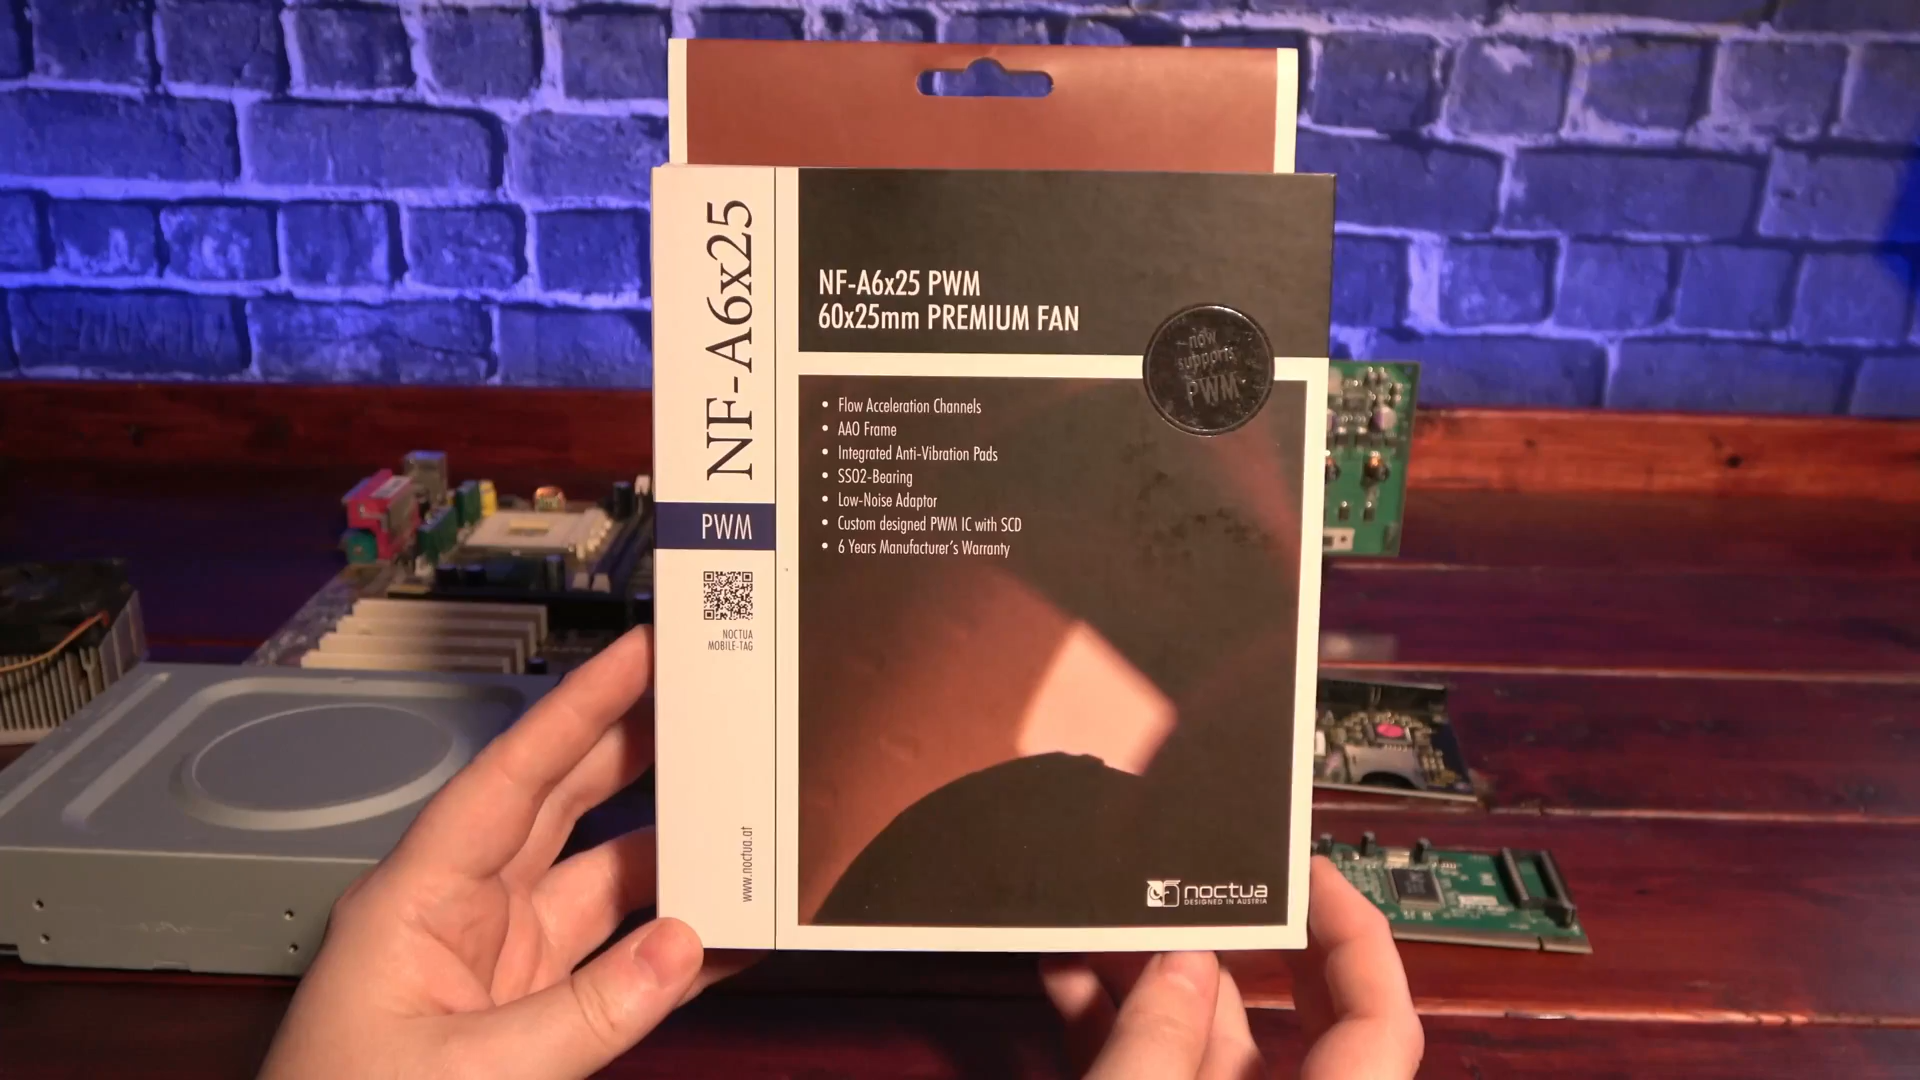 NF-A6x25
PWM
NOCTUA
MOBILE-TAG
www.noctua.at
NF-A6x25 PWM
60x25mm PREMIUM FAN
now
supports
PWM
• Flow Acceleration Channels
• AAO Frame
• Integrated Anti-Vibration Pads
• SSO2-Bearing
• Low-Noise Adaptor
• Custom designed PWM IC with SCD
• 6 Years Manufacturer's Warranty
noctua
DESIGNED IN AUSTRIA